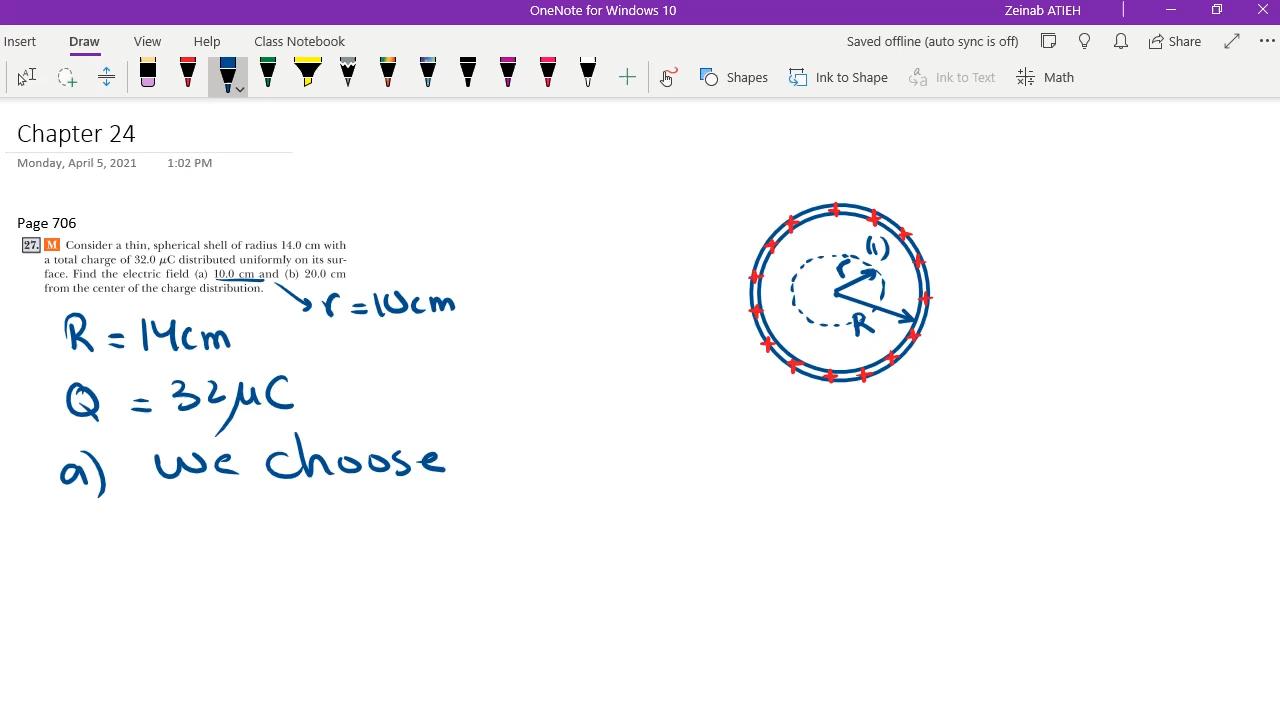 OneNote for Windows 10
Zeinab ATIEH
Insert Draw View Help Class Notebook
Saved offline (auto sync is off)
Share
Shapes
Ink to Shape
Ink to Text
Math
Chapter 24
Monday, April 5, 2021 1:02 PM
Page 706
27. M Consider a thin, spherical shell of radius 14.0 cm with
a total charge of 32.0 μC distributed uniformly on its sur-
face. Find the electric field (a) 10.0 cm and (b) 20.0 cm
from the center of the charge distribution.
r = 10cm
R = 14cm
Q = 32μC
a) we choose
(1)
r
R